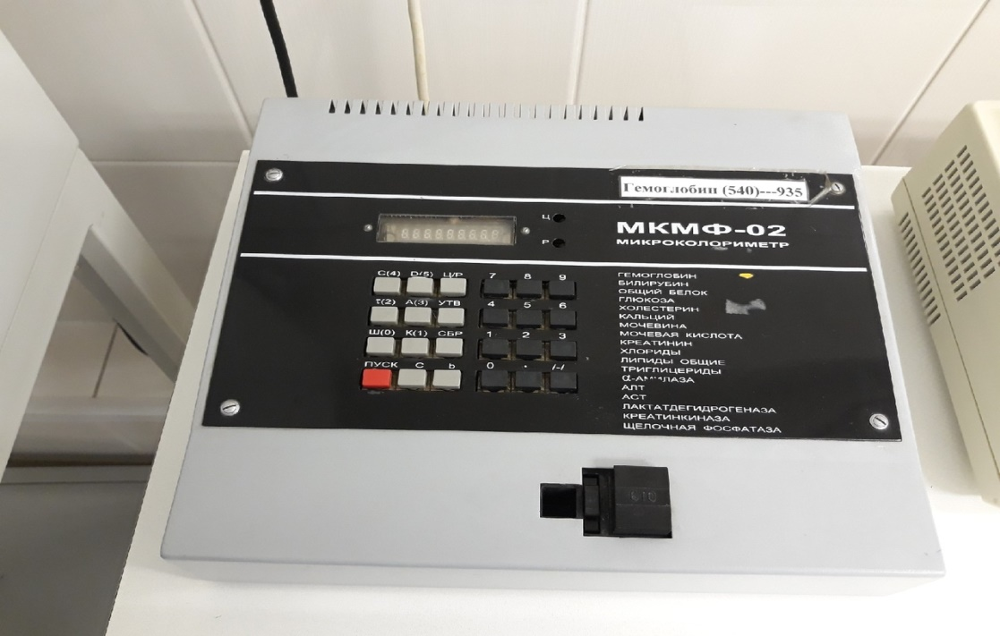 Гемоглобин (540)---935
Ц
МКМФ-02
Р
МИКРОКОЛОРИМЕТР
С(4) D(5) Ц/Р 7 8 9
τ(2) А(3) УТВ 4 5 6
Ш(0) К(1) СБР 1 2 3
ПУСК С b 0 • /-/
ГЕМОГЛОБИН
БИЛИРУБИН
ОБЩИЙ БЕЛОК
ГЛЮКОЗА
ХОЛЕСТЕРИН
КАЛЬЦИЙ
МОЧЕВИНА
МОЧЕВАЯ КИСЛОТА
КРЕАТИНИН
ХЛОРИДЫ
ЛИПИДЫ ОБЩИЕ
ТРИГЛИЦЕРИДЫ
α-АМИЛАЗА
АЛТ
АСТ
ЛАКТАТДЕГИДРОГЕНАЗА
КРЕАТИНКИНАЗА
ЩЕЛОЧНАЯ ФОСФАТАЗА